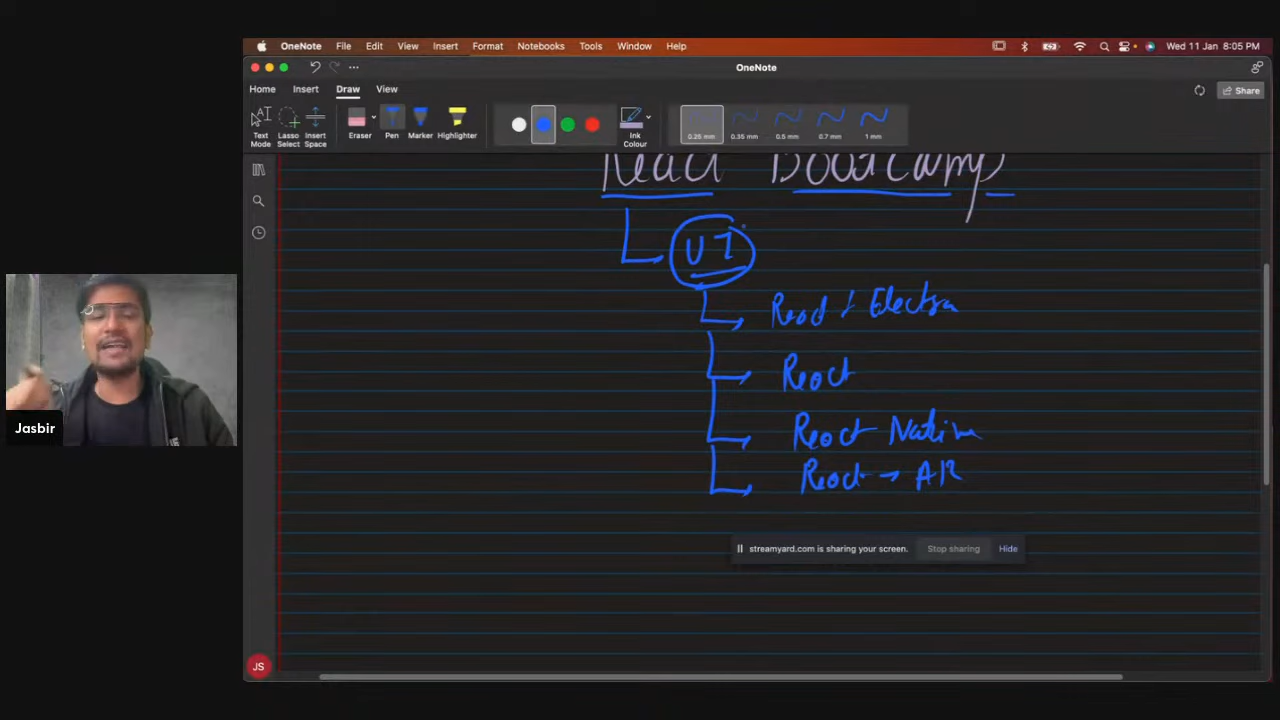 OneNote File Edit View Insert Format Notebooks Tools Window Help Wed 11 Jan 8:05 PM
OneNote
Home Insert Draw View Share
Text Mode
Lasso Select
Insert Space
Eraser
Pen
Marker
Highlighter
Ink Colour
0.25 mm
0.35 mm
0.5 mm
0.7 mm
1 mm
React Bootcamp
UI
React + Electron
React
React Native
React → AR
Jasbir
streamyard.com is sharing your screen. Stop sharing Hide
JS